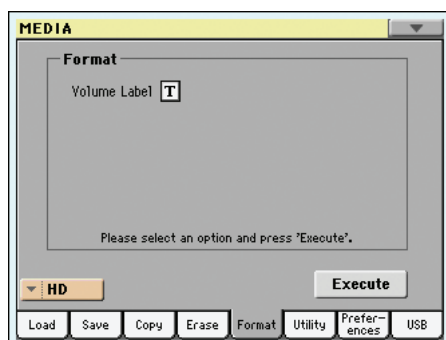 MEDIA
Format
Volume Label T
Please select an option and press 'Execute'.
HD
Execute
Load Save Copy Erase Format Utility Prefer-
ences USB